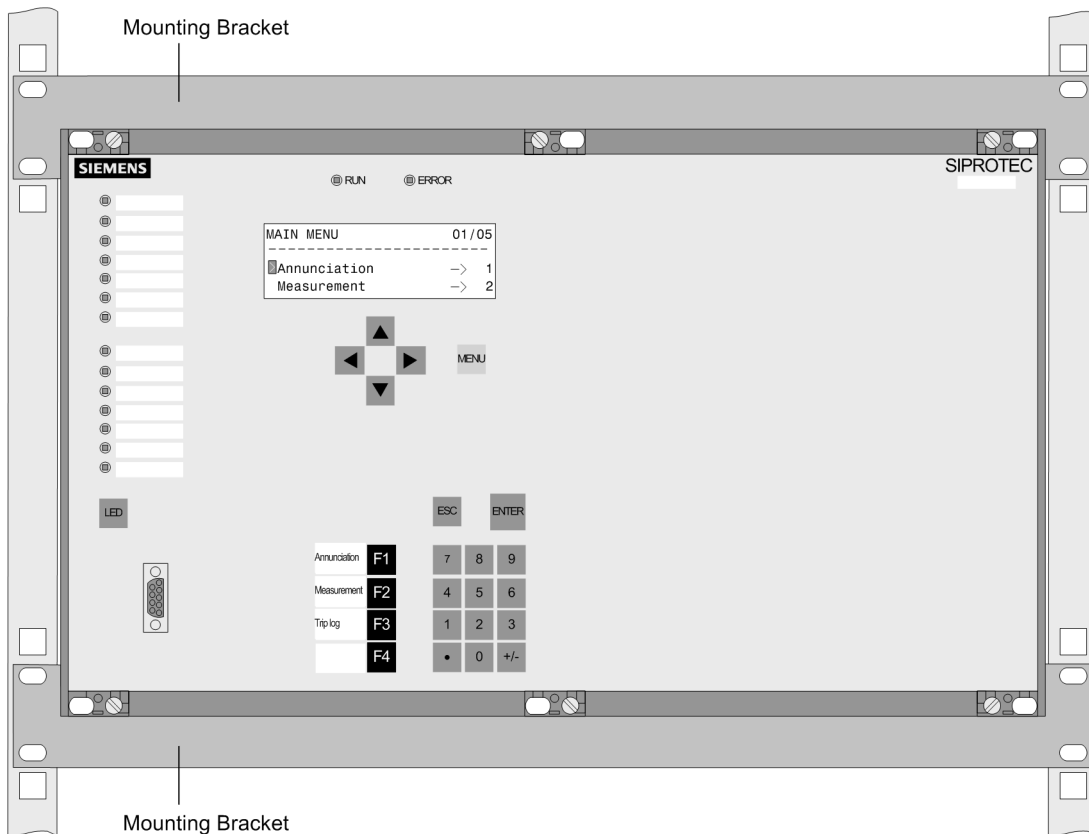 Mounting Bracket
SIEMENS
SIPROTEC
RUN
ERROR
MAIN MENU 01/05
Annunciation —> 1
Measurement —> 2
MENU
LED
ESC
ENTER
Annunciation F1
7 8 9
Measurement F2
4 5 6
Trip log F3
1 2 3
F4
• 0 +/-
Mounting Bracket